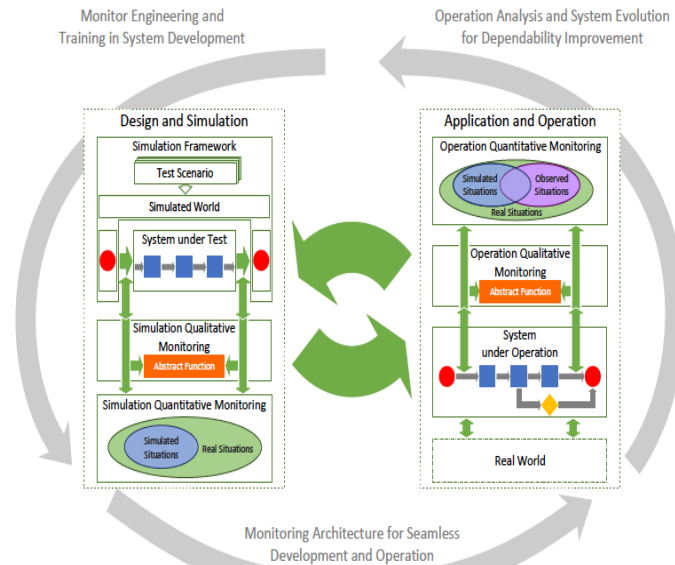 Monitor Engineering and
Training in System Development
Operation Analysis and System Evolution
for Dependability Improvement
Design and Simulation
Simulation Framework
Test Scenario
Simulated World
System under Test
Simulation Qualitative
Monitoring
Abstract Function
Simulation Quantitative Monitoring
Simulated
Situations
Real Situations
Application and Operation
Operation Quantitative Monitoring
Simulated
Situations
Observed
Situations
Real Situations
Operation Qualitative
Monitoring
Abstract Function
System
under Operation
Real World
Monitoring Architecture for Seamless
Development and Operation